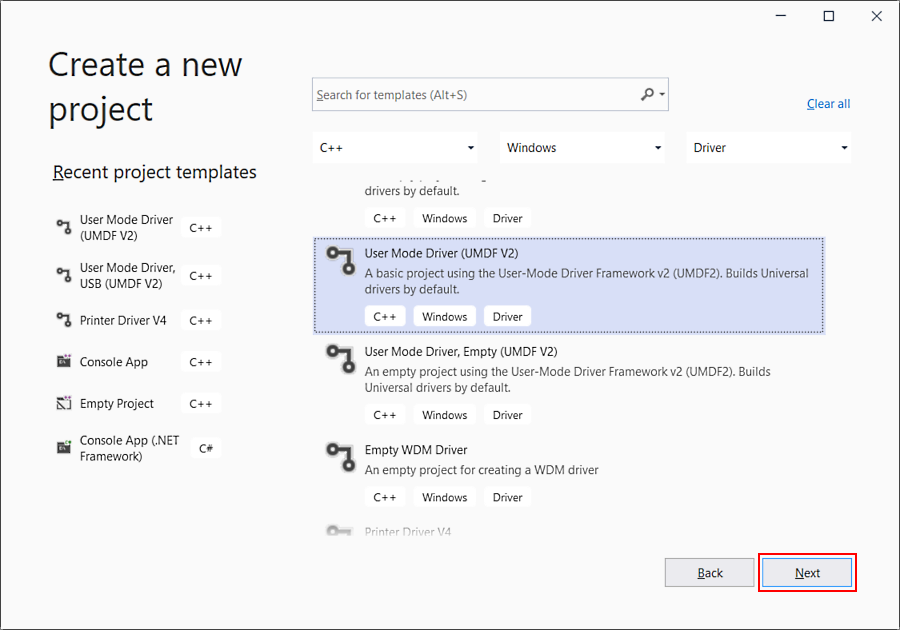 Create a new
project
Search for templates (Alt+S)
Clear all
C++
Windows
Driver
Recent project templates
User Mode Driver
(UMDF V2)
C++
User Mode Driver,
USB (UMDF V2)
C++
Printer Driver V4
C++
Console App
C++
Empty Project
C++
Console App (.NET
Framework)
C#
drivers by default.
C++ Windows Driver
User Mode Driver (UMDF V2)
A basic project using the User-Mode Driver Framework v2 (UMDF2). Builds Universal
drivers by default.
C++ Windows Driver
User Mode Driver, Empty (UMDF V2)
An empty project using the User-Mode Driver Framework v2 (UMDF2). Builds
Universal drivers by default.
C++ Windows Driver
Empty WDM Driver
An empty project for creating a WDM driver
C++ Windows Driver
Printer Driver V4
Back
Next